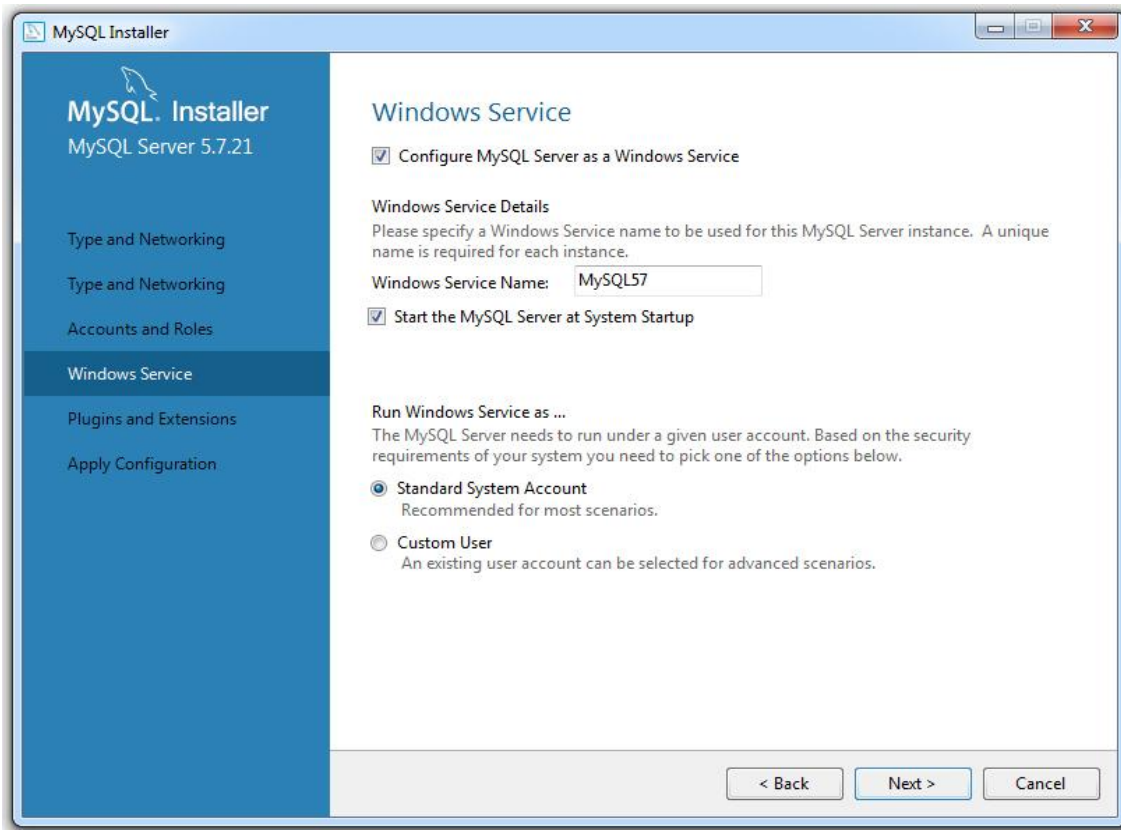 MySQL Installer
MySQL. Installer
MySQL Server 5.7.21
Type and Networking
Type and Networking
Accounts and Roles
Windows Service
Plugins and Extensions
Apply Configuration
Windows Service
Configure MySQL Server as a Windows Service
Windows Service Details
Please specify a Windows Service name to be used for this MySQL Server instance. A unique
name is required for each instance.
Windows Service Name: MySQL57
Start the MySQL Server at System Startup
Run Windows Service as ...
The MySQL Server needs to run under a given user account. Based on the security
requirements of your system you need to pick one of the options below.
Standard System Account
Recommended for most scenarios.
Custom User
An existing user account can be selected for advanced scenarios.
< Back Next > Cancel